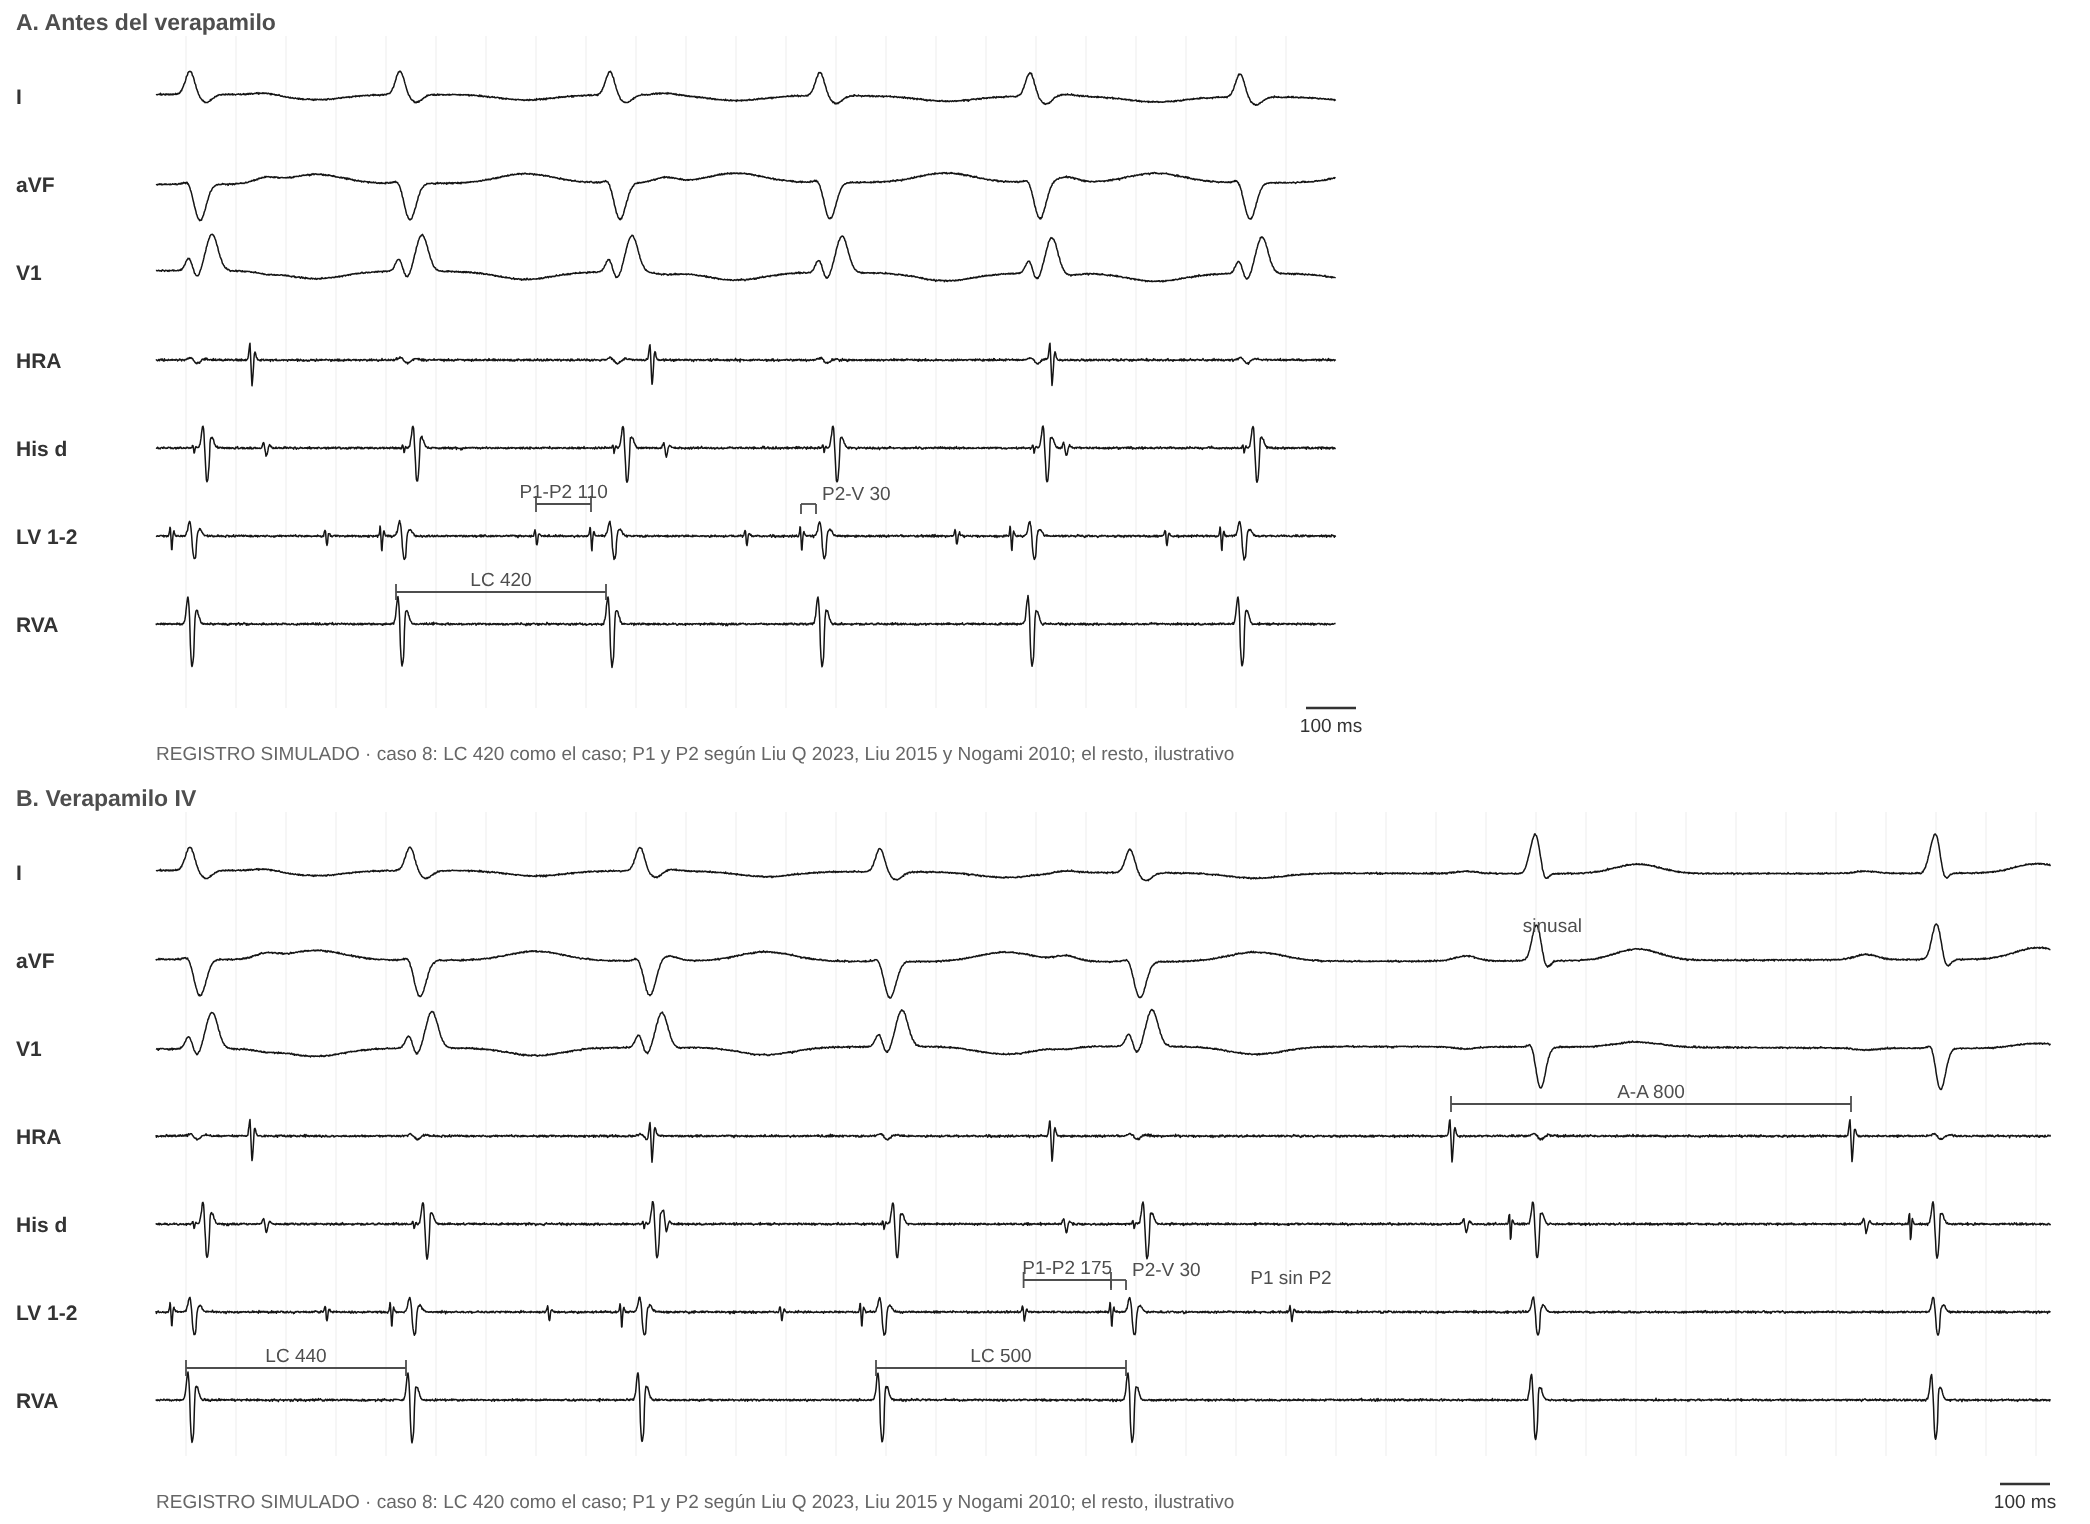 A. Antes del verapamilo
I
aVF
V1
HRA
His d
P1-P2 110
P2-V 30
LV 1-2
LC 420
RVA
100 ms
REGISTRO SIMULADO · caso 8: LC 420 como el caso; P1 y P2 según Liu Q 2023, Liu 2015 y Nogami 2010; el resto, ilustrativo
B. Verapamilo IV
I
sinusal
aVF
V1
A-A 800
HRA
His d
P1-P2 175
P2-V 30
P1 sin P2
LV 1-2
LC 440
LC 500
RVA
100 ms
REGISTRO SIMULADO · caso 8: LC 420 como el caso; P1 y P2 según Liu Q 2023, Liu 2015 y Nogami 2010; el resto, ilustrativo